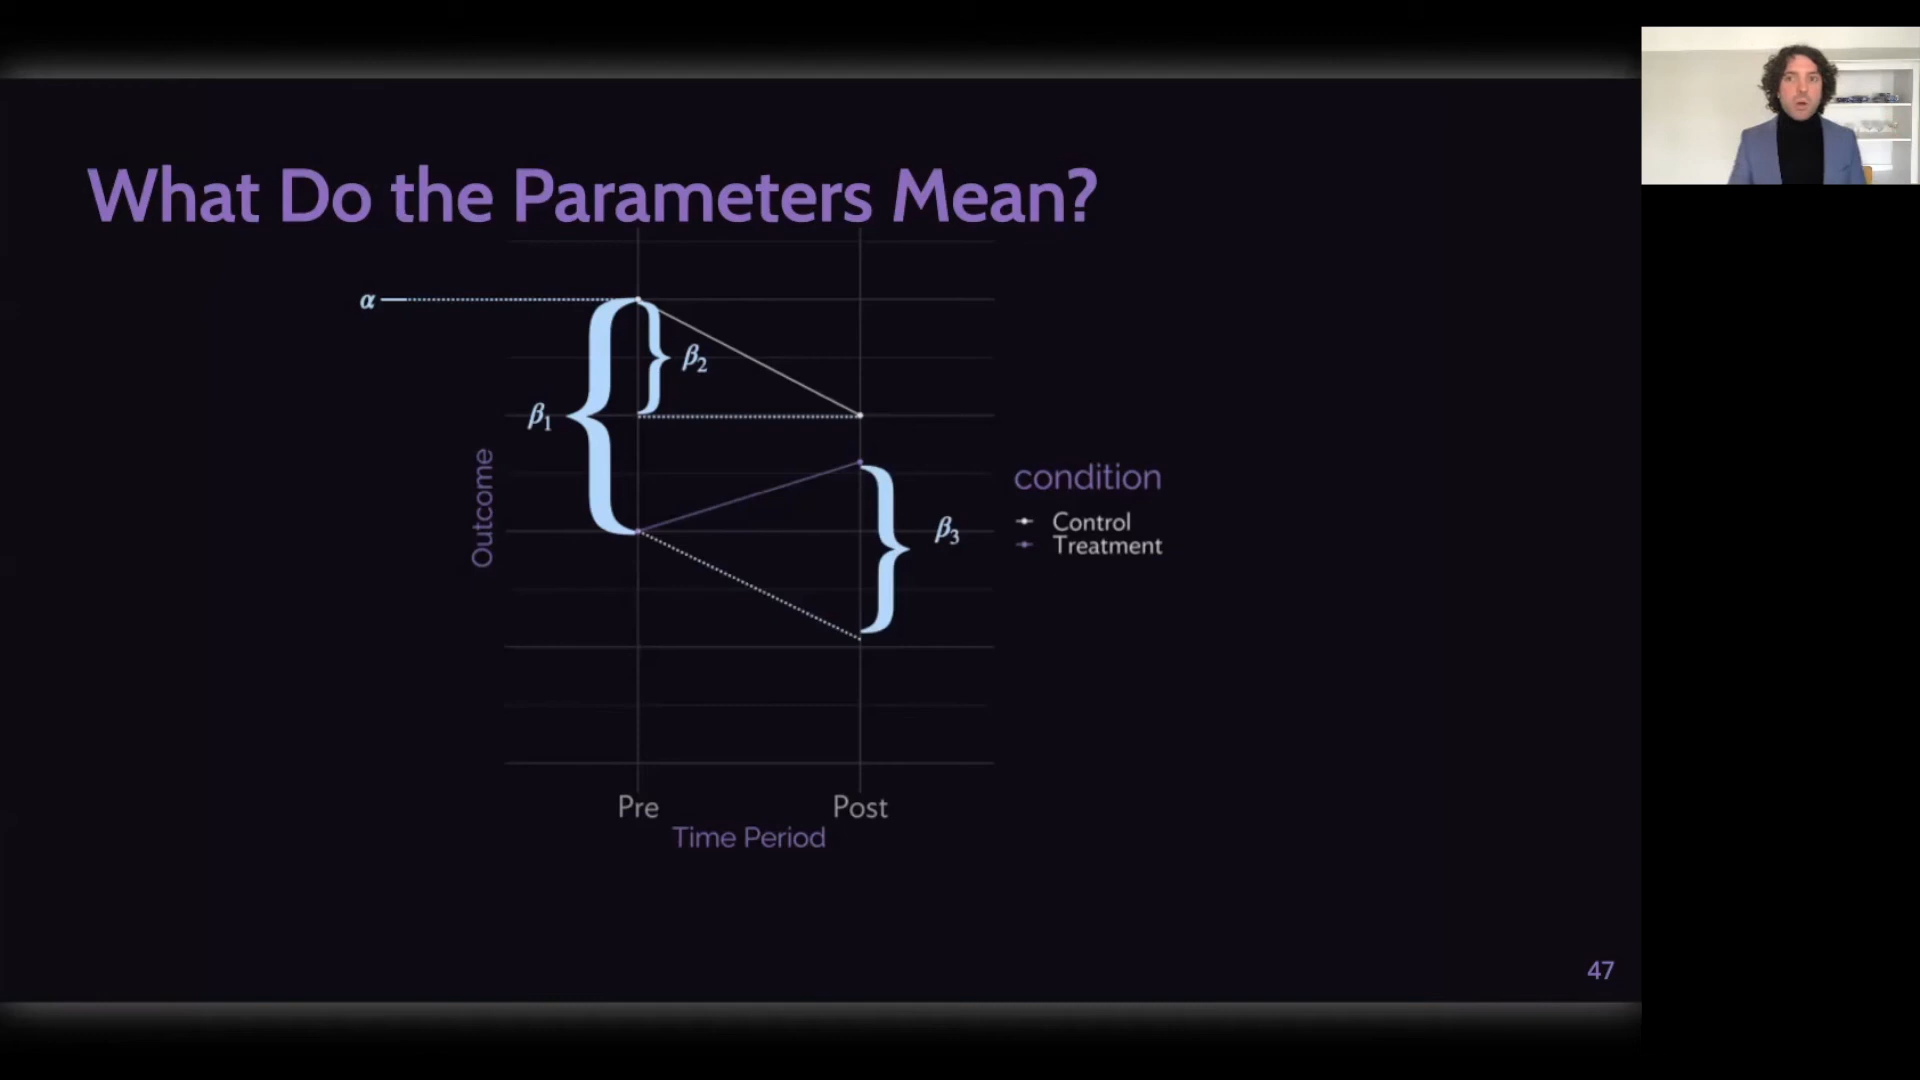 What Do the Parameters Mean?
α
β₂
β₁
Outcome
condition
Control
Treatment
β₃
Pre
Post
Time Period
47